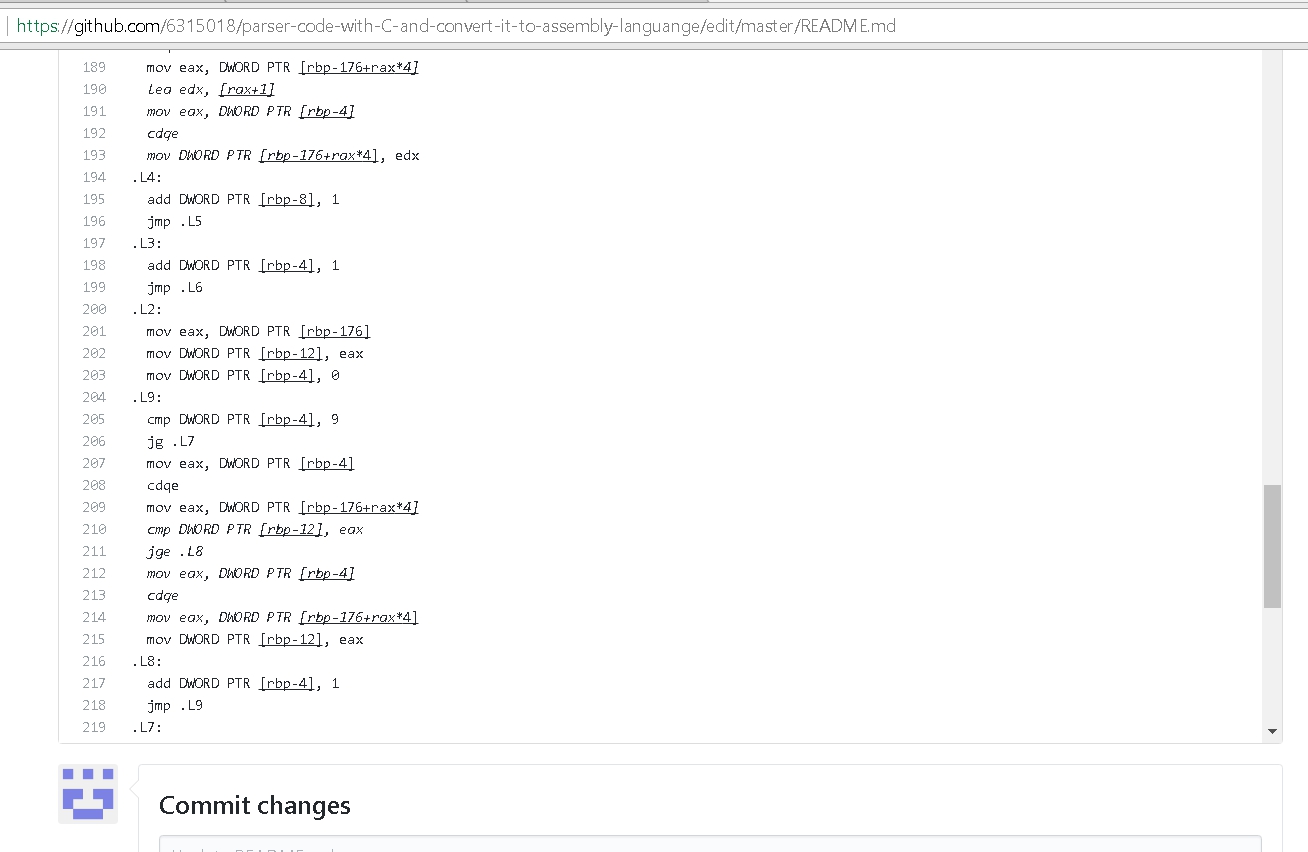 https://github.com/6315018/parser-code-with-C-and-convert-it-to-assembly-languange/edit/master/README.md
189 mov eax, DWORD PTR [rbp-176+rax*4]
190 lea edx, [rax+1]
191 mov eax, DWORD PTR [rbp-4]
192 cdqe
193 mov DWORD PTR [rbp-176+rax*4], edx
194 .L4:
195 add DWORD PTR [rbp-8], 1
196 jmp .L5
197 .L3:
198 add DWORD PTR [rbp-4], 1
199 jmp .L6
200 .L2:
201 mov eax, DWORD PTR [rbp-176]
202 mov DWORD PTR [rbp-12], eax
203 mov DWORD PTR [rbp-4], 0
204 .L9:
205 cmp DWORD PTR [rbp-4], 9
206 jg .L7
207 mov eax, DWORD PTR [rbp-4]
208 cdqe
209 mov eax, DWORD PTR [rbp-176+rax*4]
210 cmp DWORD PTR [rbp-12], eax
211 jge .L8
212 mov eax, DWORD PTR [rbp-4]
213 cdqe
214 mov eax, DWORD PTR [rbp-176+rax*4]
215 mov DWORD PTR [rbp-12], eax
216 .L8:
217 add DWORD PTR [rbp-4], 1
218 jmp .L9
219 .L7:
Commit changes